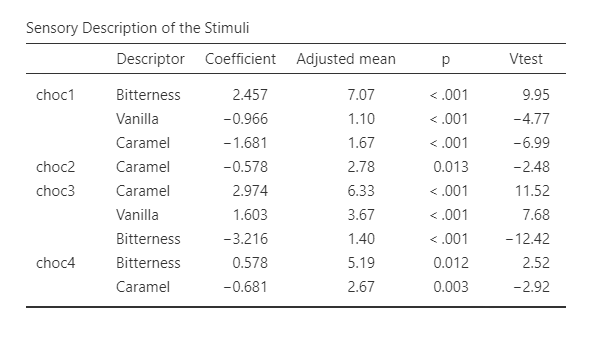 Sensory Description of the Stimuli
Descriptor Coefficient Adjusted mean p Vtest
choc1 Bitterness 2.457 7.07 < .001 9.95
Vanilla −0.966 1.10 < .001 −4.77
Caramel −1.681 1.67 < .001 −6.99
choc2 Caramel −0.578 2.78 0.013 −2.48
choc3 Caramel 2.974 6.33 < .001 11.52
Vanilla 1.603 3.67 < .001 7.68
Bitterness −3.216 1.40 < .001 −12.42
choc4 Bitterness 0.578 5.19 0.012 2.52
Caramel −0.681 2.67 0.003 −2.92